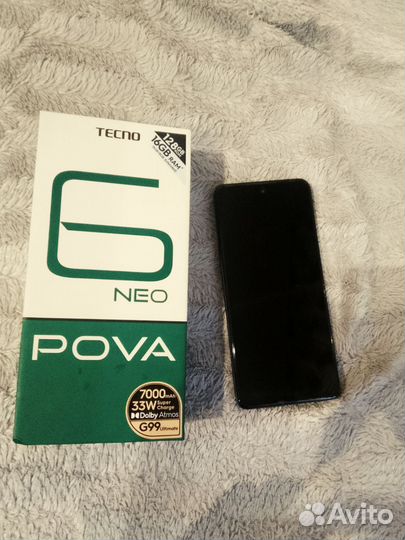 TECNO
128GB
16GB RAM*
6
NEO
POVA
7000mAh
33W Super Charge
Dolby Atmos
G99 Ultimate
Avito